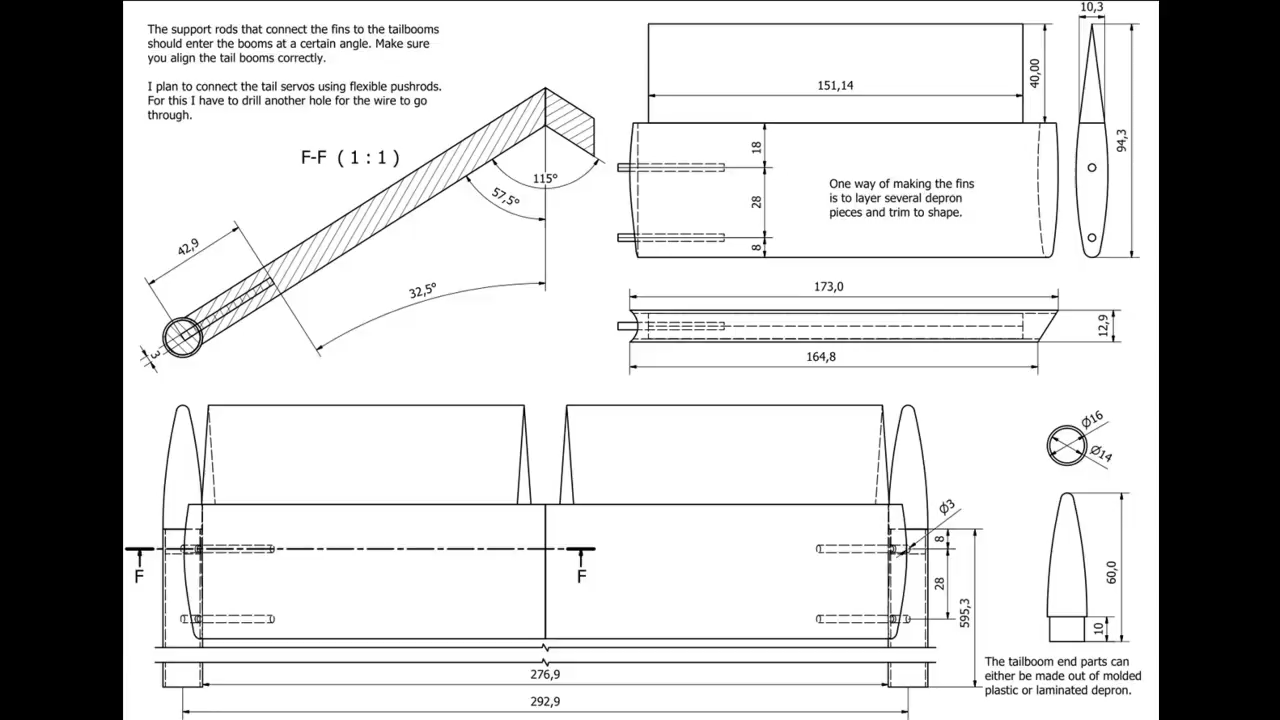 The support rods that connect the fins to the tailbooms
should enter the booms at a certain angle. Make sure
you align the tail booms correctly.
I plan to connect the tail servos using flexible pushrods.
For this I have to drill another hole for the wire to go
through.
F-F ( 1 : 1 )
115°
57,5°
42,9
32,5°
3
10,3
151,14
40,00
94,3
18
28
8
One way of making the fins
is to layer several depron
pieces and trim to shape.
173,0
12,9
164,8
Ø16
Ø14
F
F
Ø3
8
28
595,3
60,0
10
276,9
292,9
The tailboom end parts can
either be made out of molded
plastic or laminated depron.